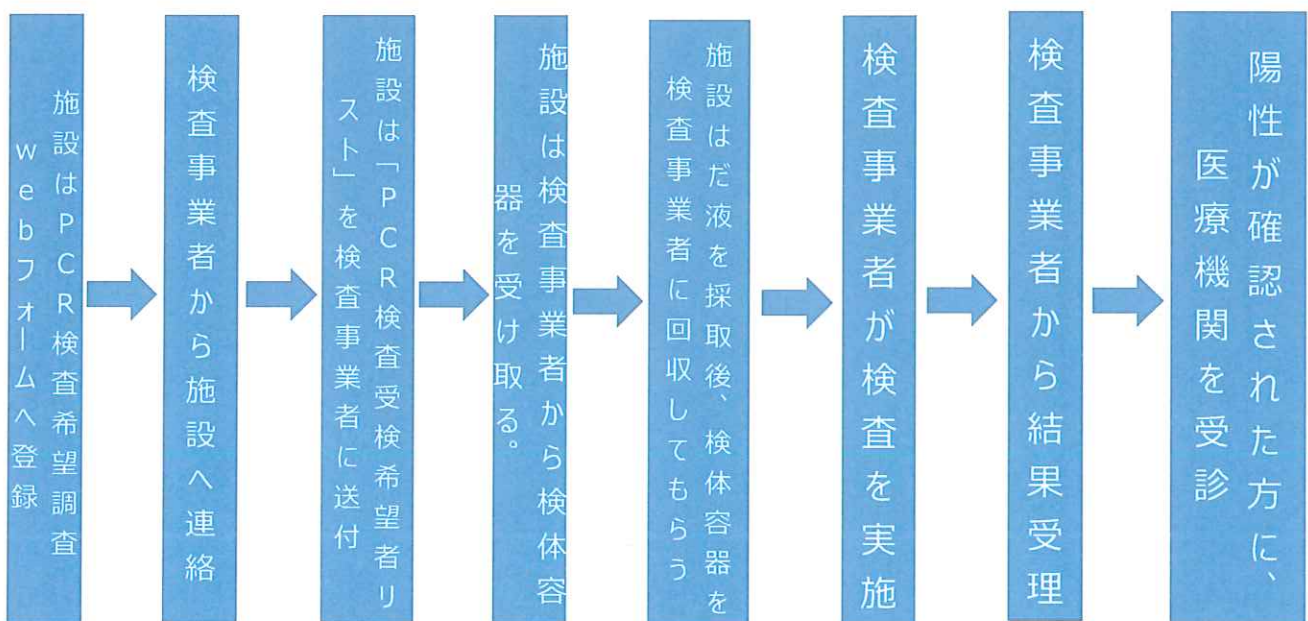 施設はPCR検査希望調査
webフォームへ登録
検査事業者から施設へ連絡
施設は「PCR検査受検希望者リ
スト」を検査事業者に送付
施設は検査事業者から検体容
器を受け取る。
施設はだ液を採取後、検体容器を
検査事業者に回収してもらう
検査事業者が検査を実施
検査事業者から結果受理
陽性が確認された方に、
医療機関を受診